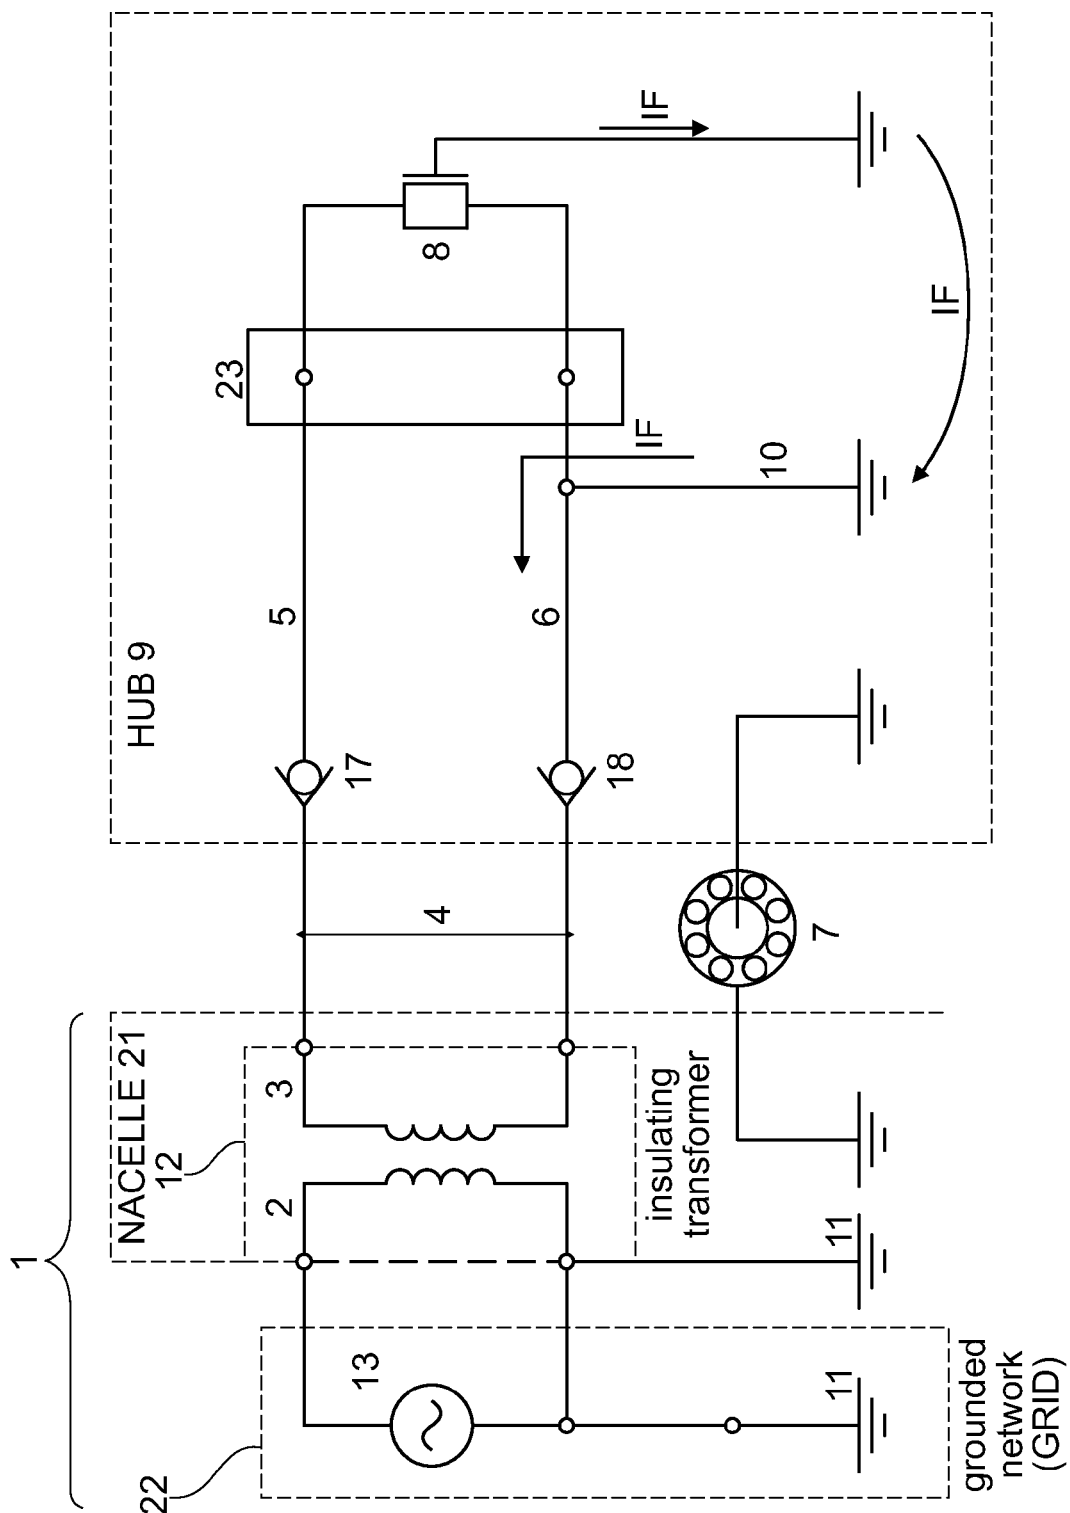 1
22
grounded
network
(GRID)
13
11
11
NACELLE 21
12
2
3
insulating
transformer
4
7
HUB 9
17
18
5
6
10
IF
23
8
IF
IF